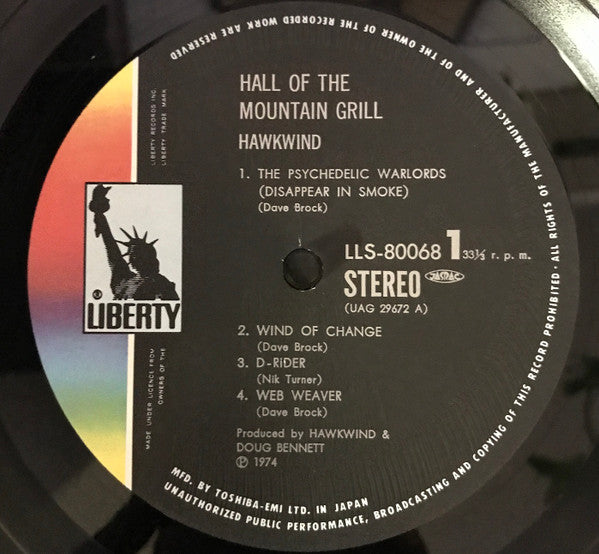 HALL OF THE
MOUNTAIN GRILL
HAWKWIND
1. THE PSYCHEDELIC WARLORDS
(DISAPPEAR IN SMOKE)
(Dave Brock)
LLS-80068 1 33⅓ r. p. m.
STEREO JASRAC
(UAG 29672 A)
2. WIND OF CHANGE
(Dave Brock)
3. D-RiDER
(Nik Turner)
4. WEB WEAVER
(Dave Brock)
Produced by HAWKWIND &
DOUG BENNETT
℗ 1974
LIBERTY RECORDS INC.
LIBERTY TRADE MARK
® LIBERTY
MADE UNDER LICENCE FROM
OWNERS OF THE
MFD. BY TOSHIBA-EMI LTD. IN JAPAN
ALL RIGHTS OF THE MANUFACTURER AND OF THE OWNER OF THE RECORDED WORK ARE RESERVED
UNAUTHORIZED PUBLIC PERFORMANCE, BROADCASTING AND COPYING OF THIS RECORD PROHIBITED ·